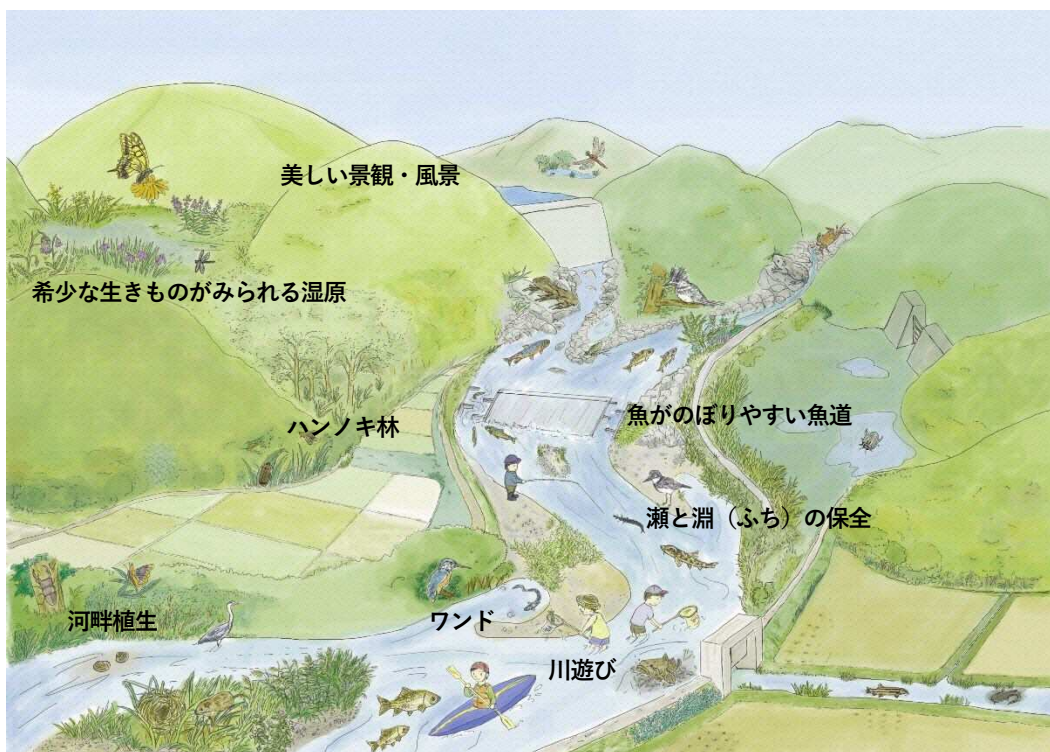 美しい景観・風景
希少な生きものがみられる湿原
ハンノキ林
魚がのぼりやすい魚道
瀬と淵（ふち）の保全
河畔植生
ワンド
川遊び